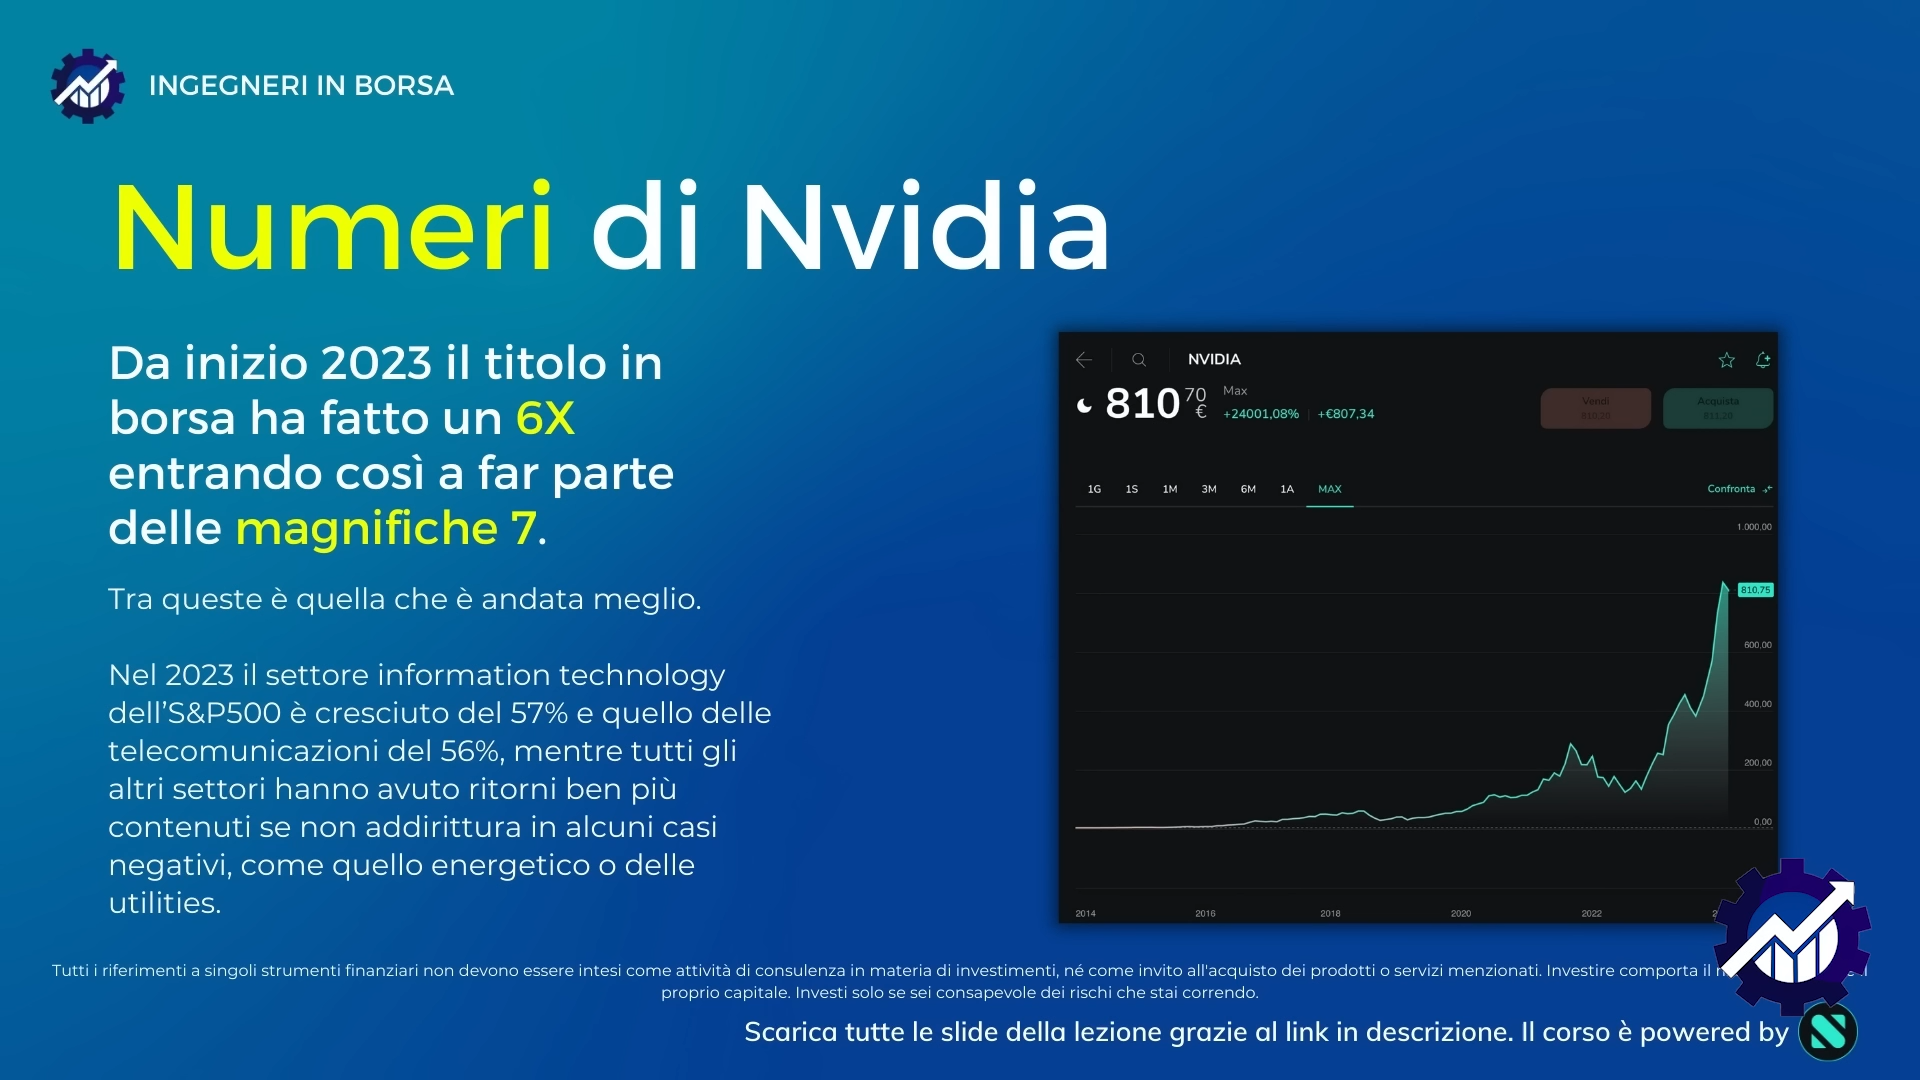 INGEGNERI IN BORSA
Numeri di Nvidia
Da inizio 2023 il titolo in
borsa ha fatto un 6X
entrando così a far parte
delle magnifiche 7.
Tra queste è quella che è andata meglio.
Nel 2023 il settore information technology
dell'S&P500 è cresciuto del 57% e quello delle
telecomunicazioni del 56%, mentre tutti gli
altri settori hanno avuto ritorni ben più
contenuti se non addirittura in alcuni casi
negativi, come quello energetico o delle
utilities.
NVIDIA
810 70 €
Max
+24001,08% +€807,34
Vendi
810,20
Acquista
811,20
1G 1S 1M 3M 6M 1A MAX
Confronta
1.000,00
810,75
600,00
400,00
200,00
0,00
2014 2016 2018 2020 2022
Tutti i riferimenti a singoli strumenti finanziari non devono essere intesi come attività di consulenza in materia di investimenti, né come invito all'acquisto dei prodotti o servizi menzionati. Investire comporta il
proprio capitale. Investi solo se sei consapevole dei rischi che stai correndo.
Scarica tutte le slide della lezione grazie al link in descrizione. Il corso è powered by